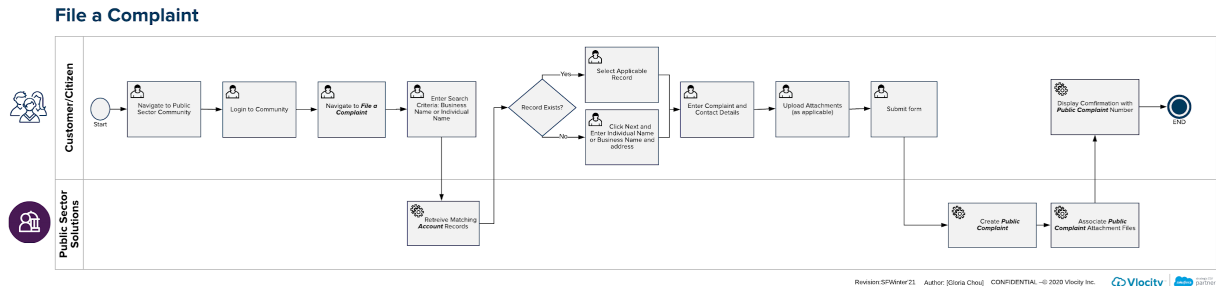 File a Complaint
Customer/Citizen
Start
Navigate to Public
Sector Community
Login to Community
Navigate to File a
Complaint
Enter Search
Criteria: Business
Name or Individual
Name
Record Exists?
Yes
No
Select Applicable
Record
Click Next and
Enter Individual Name
or Business Name and
address
Enter Complaint and
Contact Details
Upload Attachments
(as applicable)
Submit form
Display Comfirmation with
Public Complaint Number
END
Public Sector
Solutions
Retreive Matching
Account Records
Create Public
Complaint
Associate Public
Complaint Attachment Files
Revision:SFWinter'21 Author: [Gloria Chou] CONFIDENTIAL –© 2020 Vlocity Inc.
Vlocity
partner